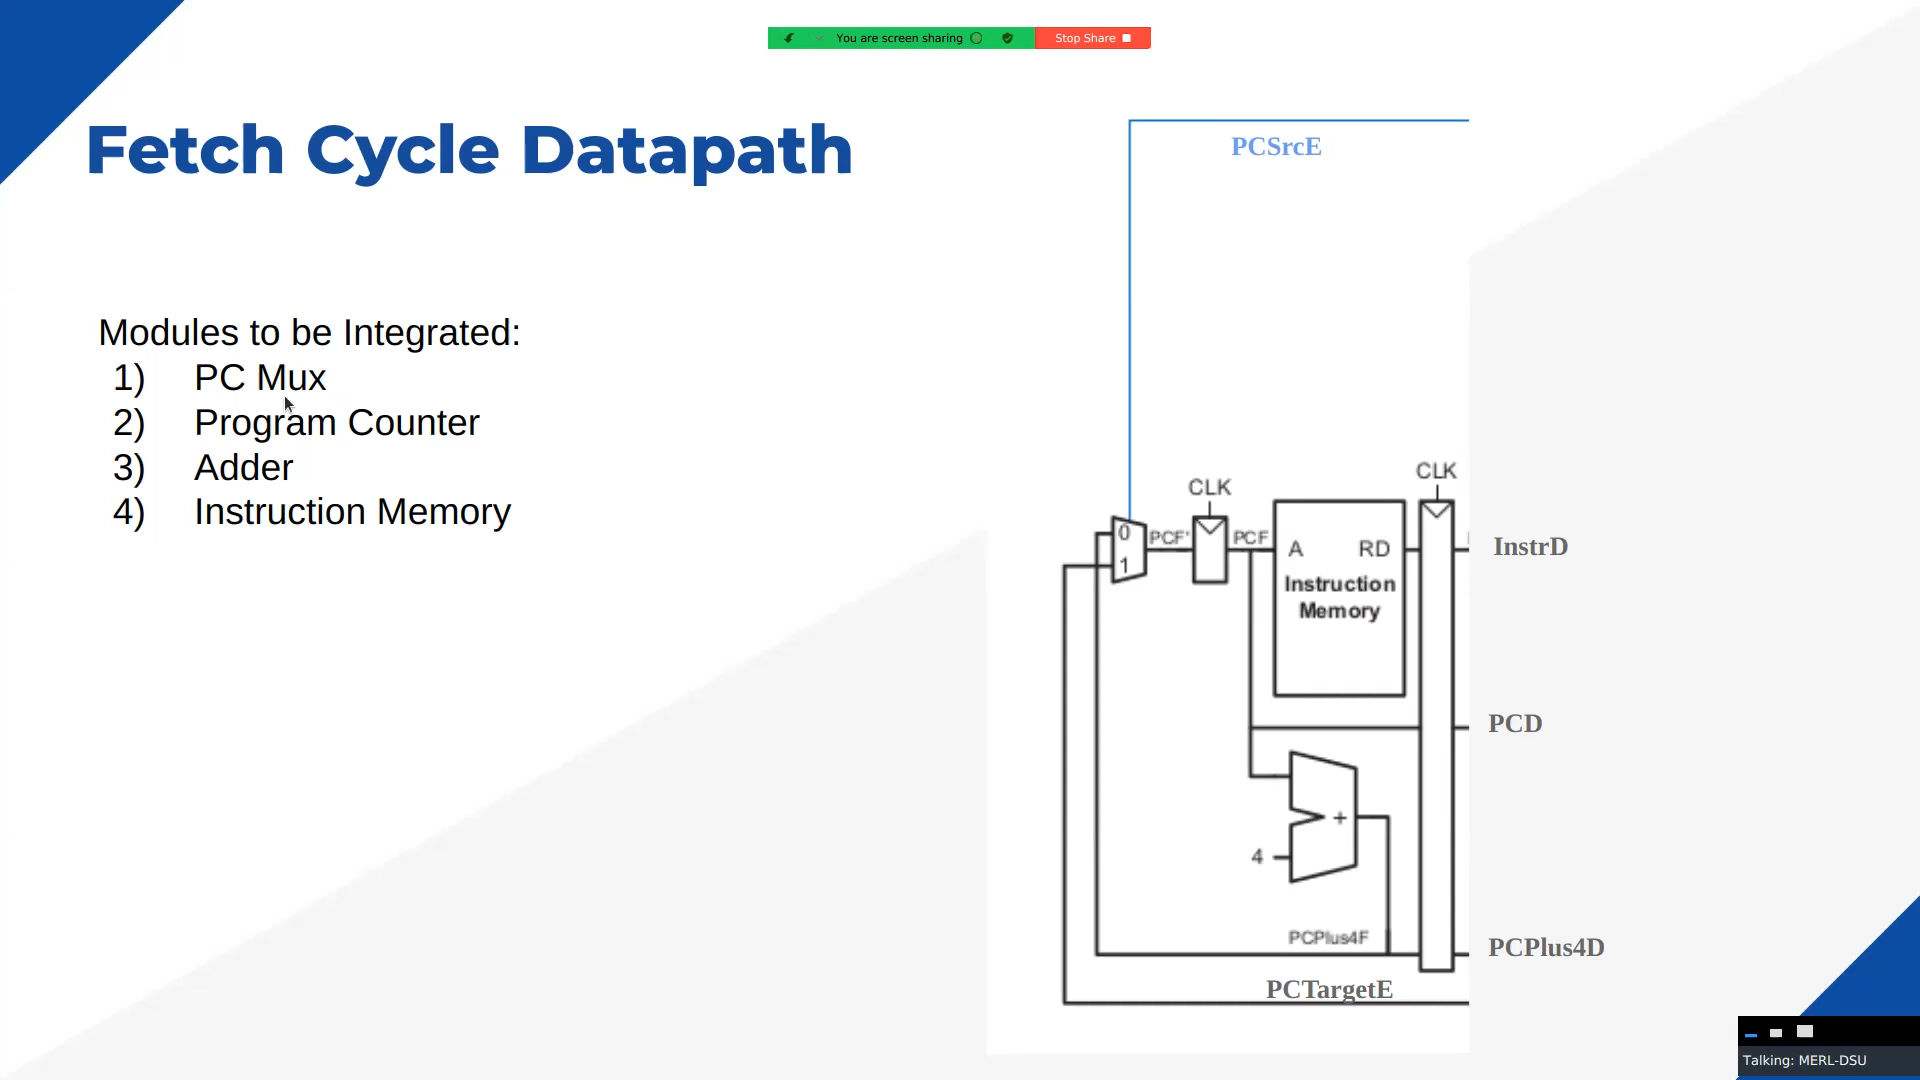 You are screen sharing
Stop Share
Fetch Cycle Datapath
Modules to be Integrated:
1) PC Mux
2) Program Counter
3) Adder
4) Instruction Memory
PCSrcE
CLK
CLK
0
1
PCF'
PCF
A RD
Instruction
Memory
InstrD
PCD
+
4
PCPlus4F
PCPlus4D
PCTargetE
Talking: MERL-DSU